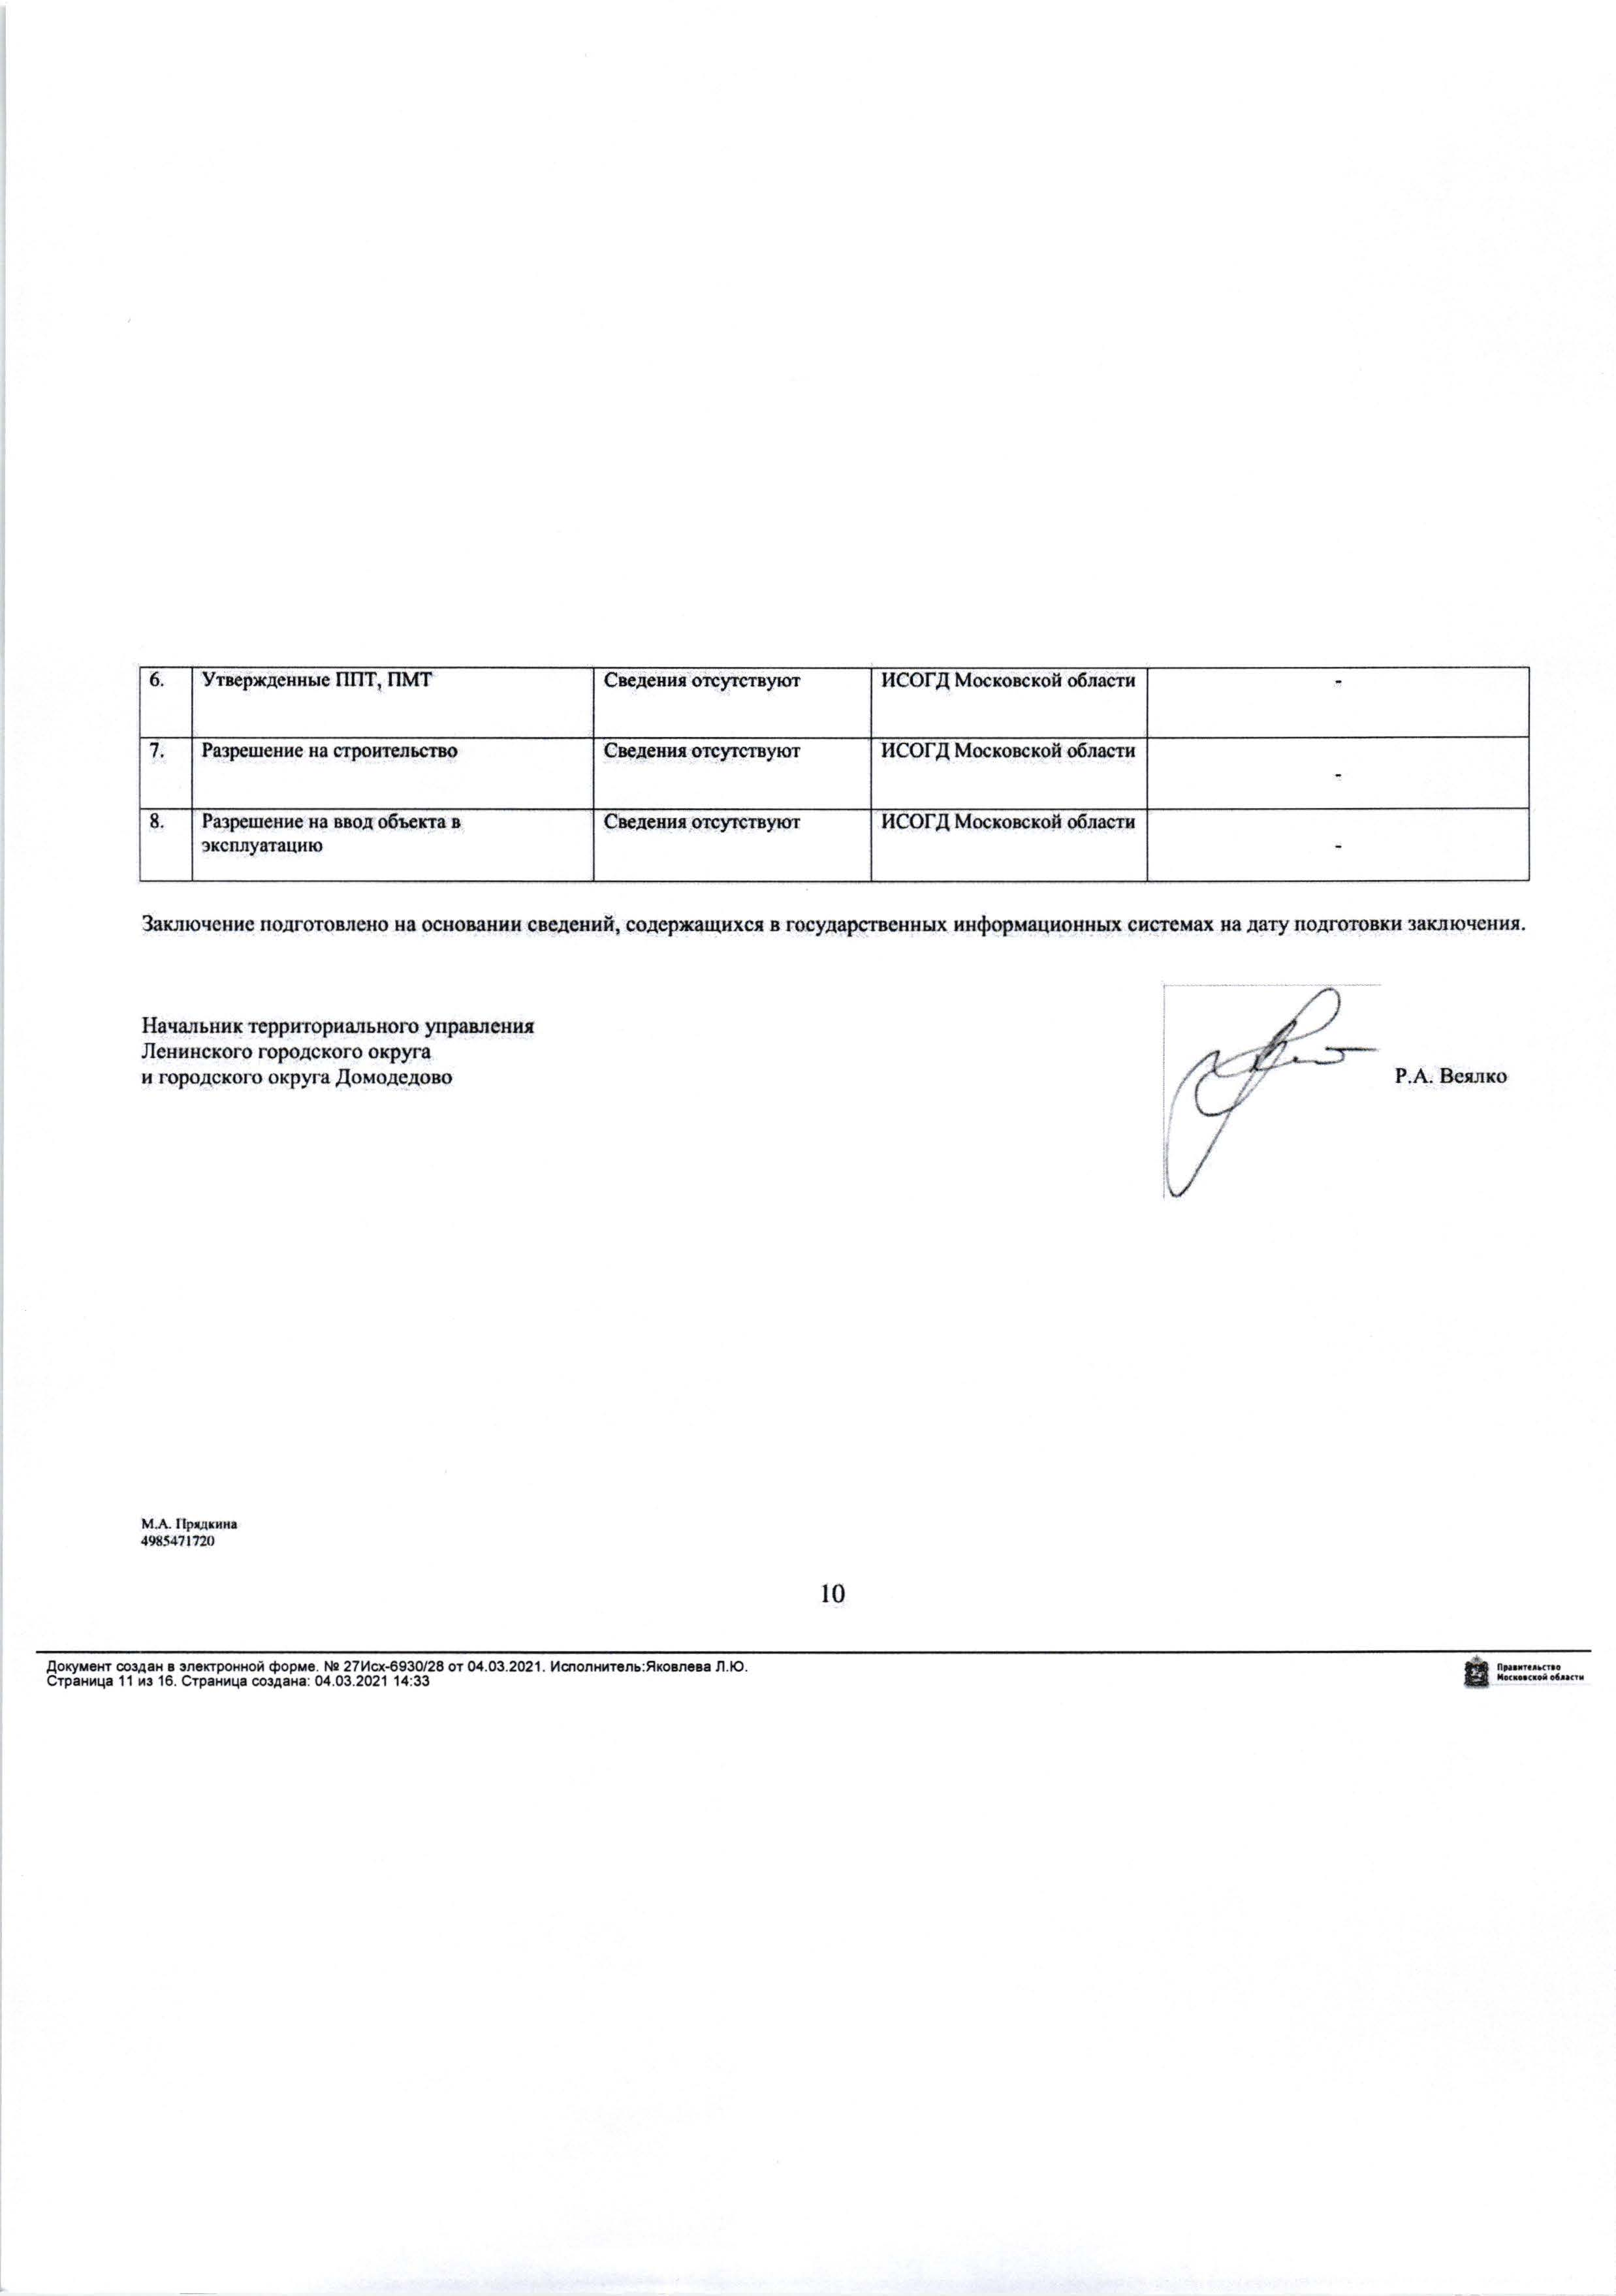 6. Утвержденные ППТ, ПМТ Сведения отсутствуют ИСОГД Московской области -
7. Разрешение на строительство Сведения отсутствуют ИСОГД Московской области -
8. Разрешение на ввод объекта в Сведения отсутствуют ИСОГД Московской области -
эксплуатацию
Заключение подготовлено на основании сведений, содержащихся в государственных информационных системах на дату подготовки заключения.
Начальник территориального управления
Ленинского городского округа
и городского округа Домодедово
Р.А. Веялко
М.А. Прядкина
4985471720
10
Документ создан в электронной форме. № 27Исх-6930/28 от 04.03.2021. Исполнитель:Яковлева Л.Ю.
Страница 11 из 16. Страница создана: 04.03.2021 14:33
Правительство
Московской области